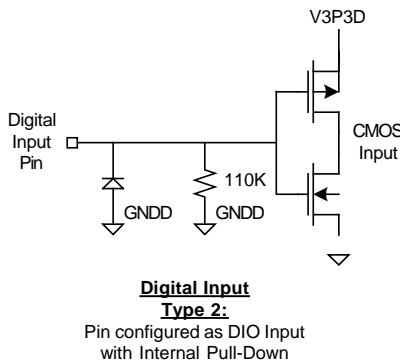 V3P3D
Digital
Input
Pin
CMOS
Input
110K
GNDD
GNDD
Digital Input
Type 2:
Pin configured as DIO Input
with Internal Pull-Down